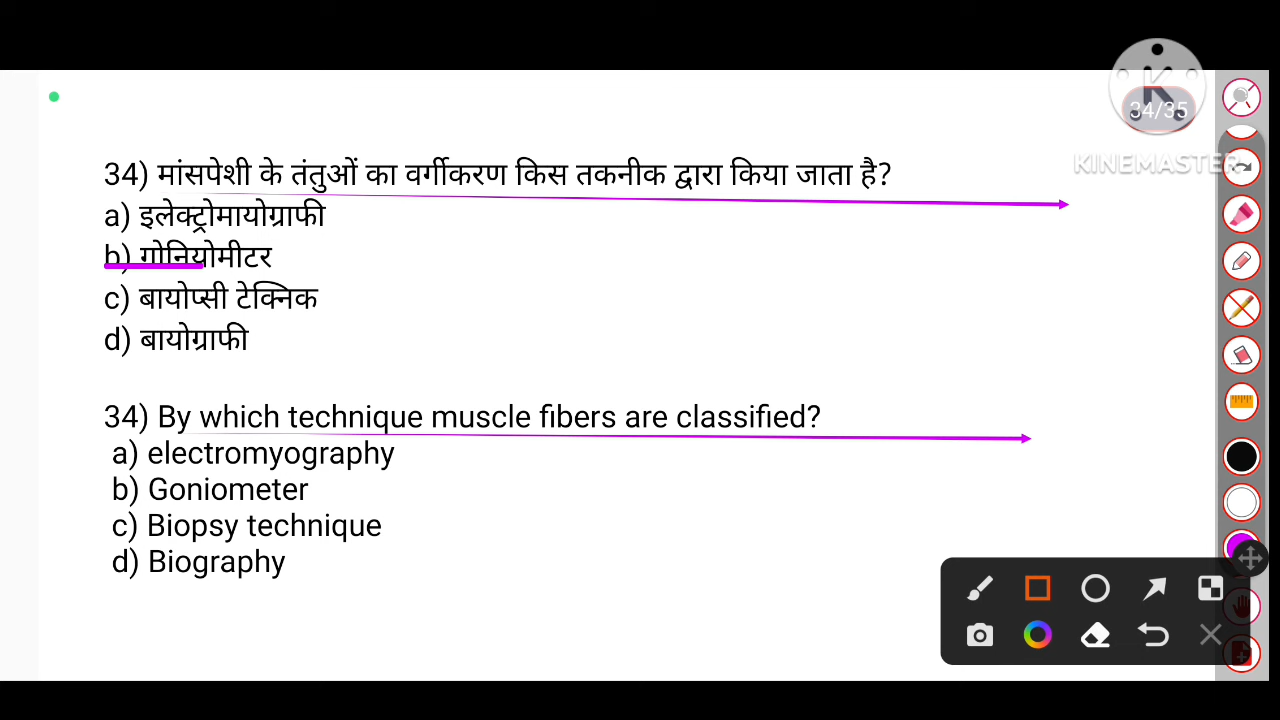 34/35
KINEMASTER
34) मांसपेशी के तंतुओं का वर्गीकरण किस तकनीक द्वारा किया जाता है?
a) इलेक्ट्रोमायोग्राफी
b) गोनियोमीटर
c) बायोप्सी टेक्निक
d) बायोग्राफी
34) By which technique muscle fibers are classified?
a) electromyography
b) Goniometer
c) Biopsy technique
d) Biography